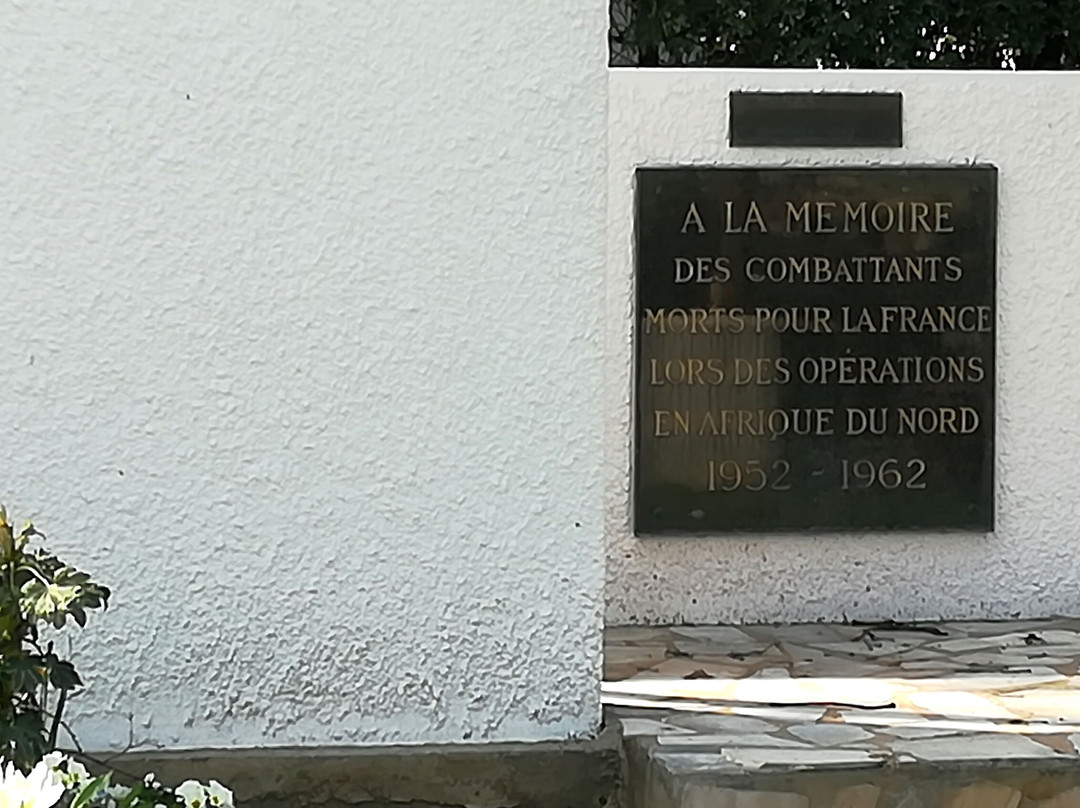 A LA MEMOIRE
DES COMBATTANTS
MORTS POUR LA FRANCE
LORS DES OPÉRATIONS
EN AFRIQUE DU NORD
1952 - 1962